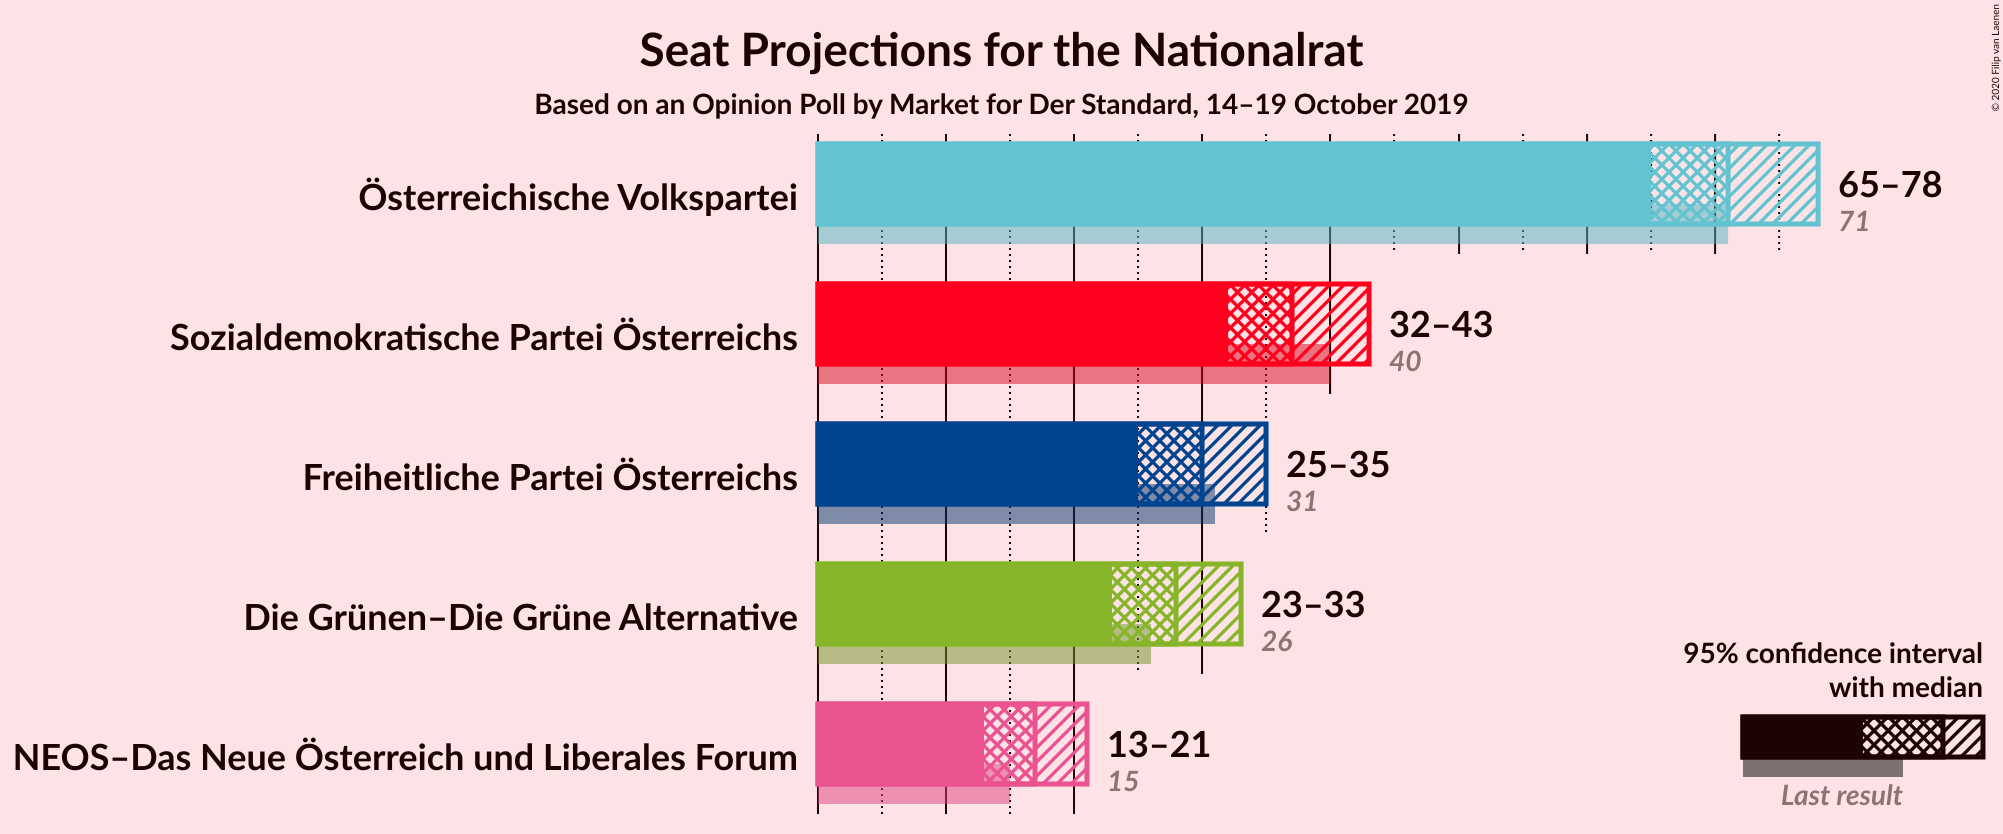 Seat Projections for the Nationalrat
Based on an Opinion Poll by Market for Der Standard, 14–19 October 2019
© 2020 Filip van Laenen
Österreichische Volkspartei
65–78
71
Sozialdemokratische Partei Österreichs
32–43
40
Freiheitliche Partei Österreichs
25–35
31
Die Grünen–Die Grüne Alternative
23–33
26
NEOS–Das Neue Österreich und Liberales Forum
13–21
15
95% confidence interval
with median
Last result